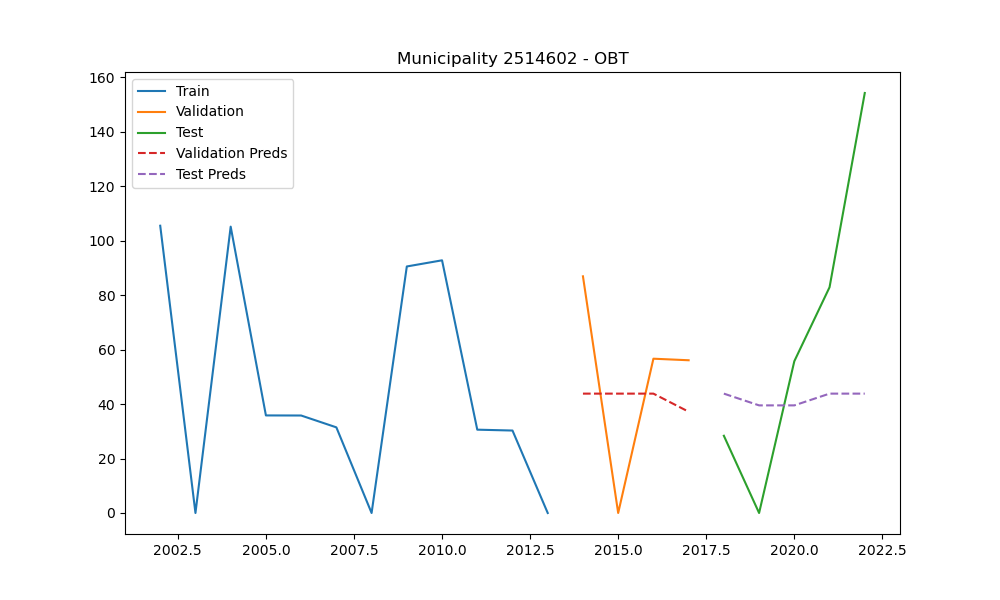 Municipality 2514602 - OBT
160
140
120
100
80
60
40
20
0
Train
Validation
Test
Validation Preds
Test Preds
2002.5 2005.0 2007.5 2010.0 2012.5 2015.0 2017.5 2020.0 2022.5